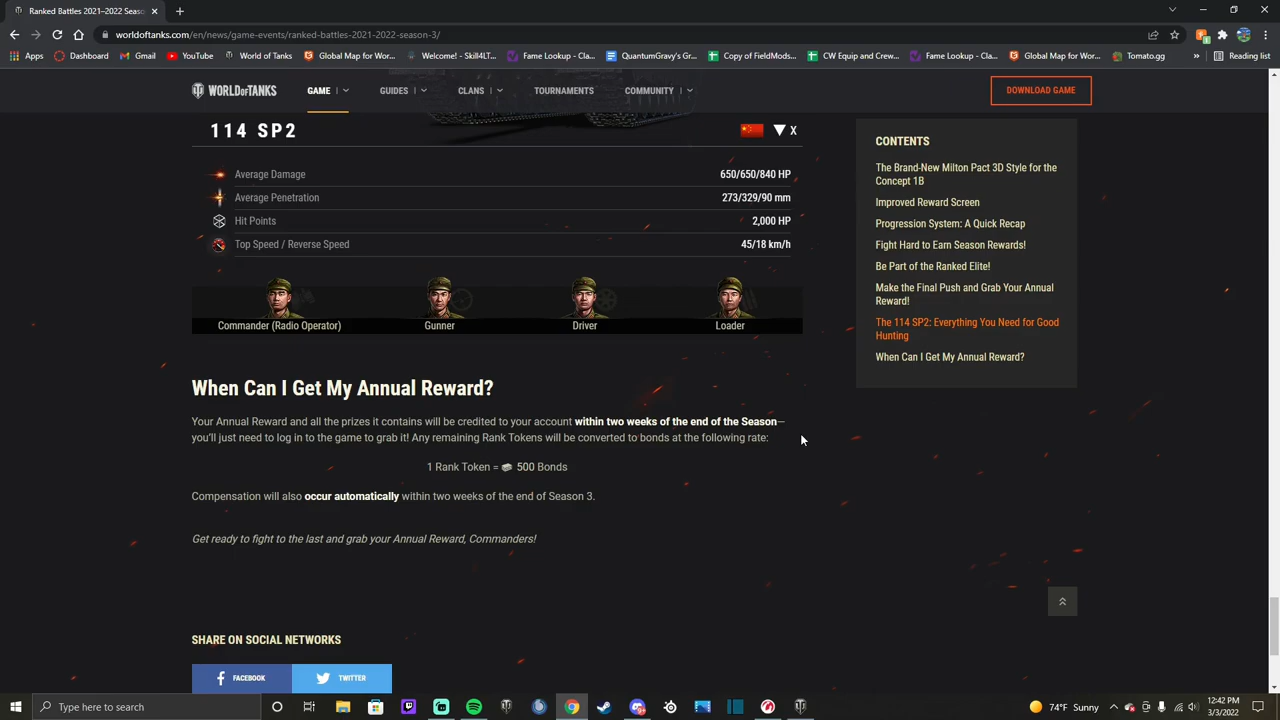 Ranked Battles 2021–2022 Seaso
worldoftanks.com/en/news/game-events/ranked-battles-2021-2022-season-3/
Apps Dashboard Gmail YouTube World of Tanks Global Map for Wor... Welcome! - Skill4LT... Fame Lookup - Cla... QuantumGravy's Gr... Copy of FieldMods... CW Equip and Crew... Fame Lookup - Cla... Global Map for Wor... Tomato.gg » Reading list
WORLD OF TANKS GAME GUIDES CLANS TOURNAMENTS COMMUNITY DOWNLOAD GAME
114 SP2 X
Average Damage 650/650/840 HP
Average Penetration 273/329/90 mm
Hit Points 2,000 HP
Top Speed / Reverse Speed 45/18 km/h
Commander (Radio Operator) Gunner Driver Loader
When Can I Get My Annual Reward?
Your Annual Reward and all the prizes it contains will be credited to your account within two weeks of the end of the Season—
you'll just need to log in to the game to grab it! Any remaining Rank Tokens will be converted to bonds at the following rate:
1 Rank Token = 500 Bonds
Compensation will also occur automatically within two weeks of the end of Season 3.
Get ready to fight to the last and grab your Annual Reward, Commanders!
SHARE ON SOCIAL NETWORKS
FACEBOOK TWITTER
CONTENTS
The Brand-New Milton Pact 3D Style for the
Concept 1B
Improved Reward Screen
Progression System: A Quick Recap
Fight Hard to Earn Season Rewards!
Be Part of the Ranked Elite!
Make the Final Push and Grab Your Annual
Reward!
The 114 SP2: Everything You Need for Good
Hunting
When Can I Get My Annual Reward?
Type here to search
74°F Sunny
12:42 PM
3/3/2022